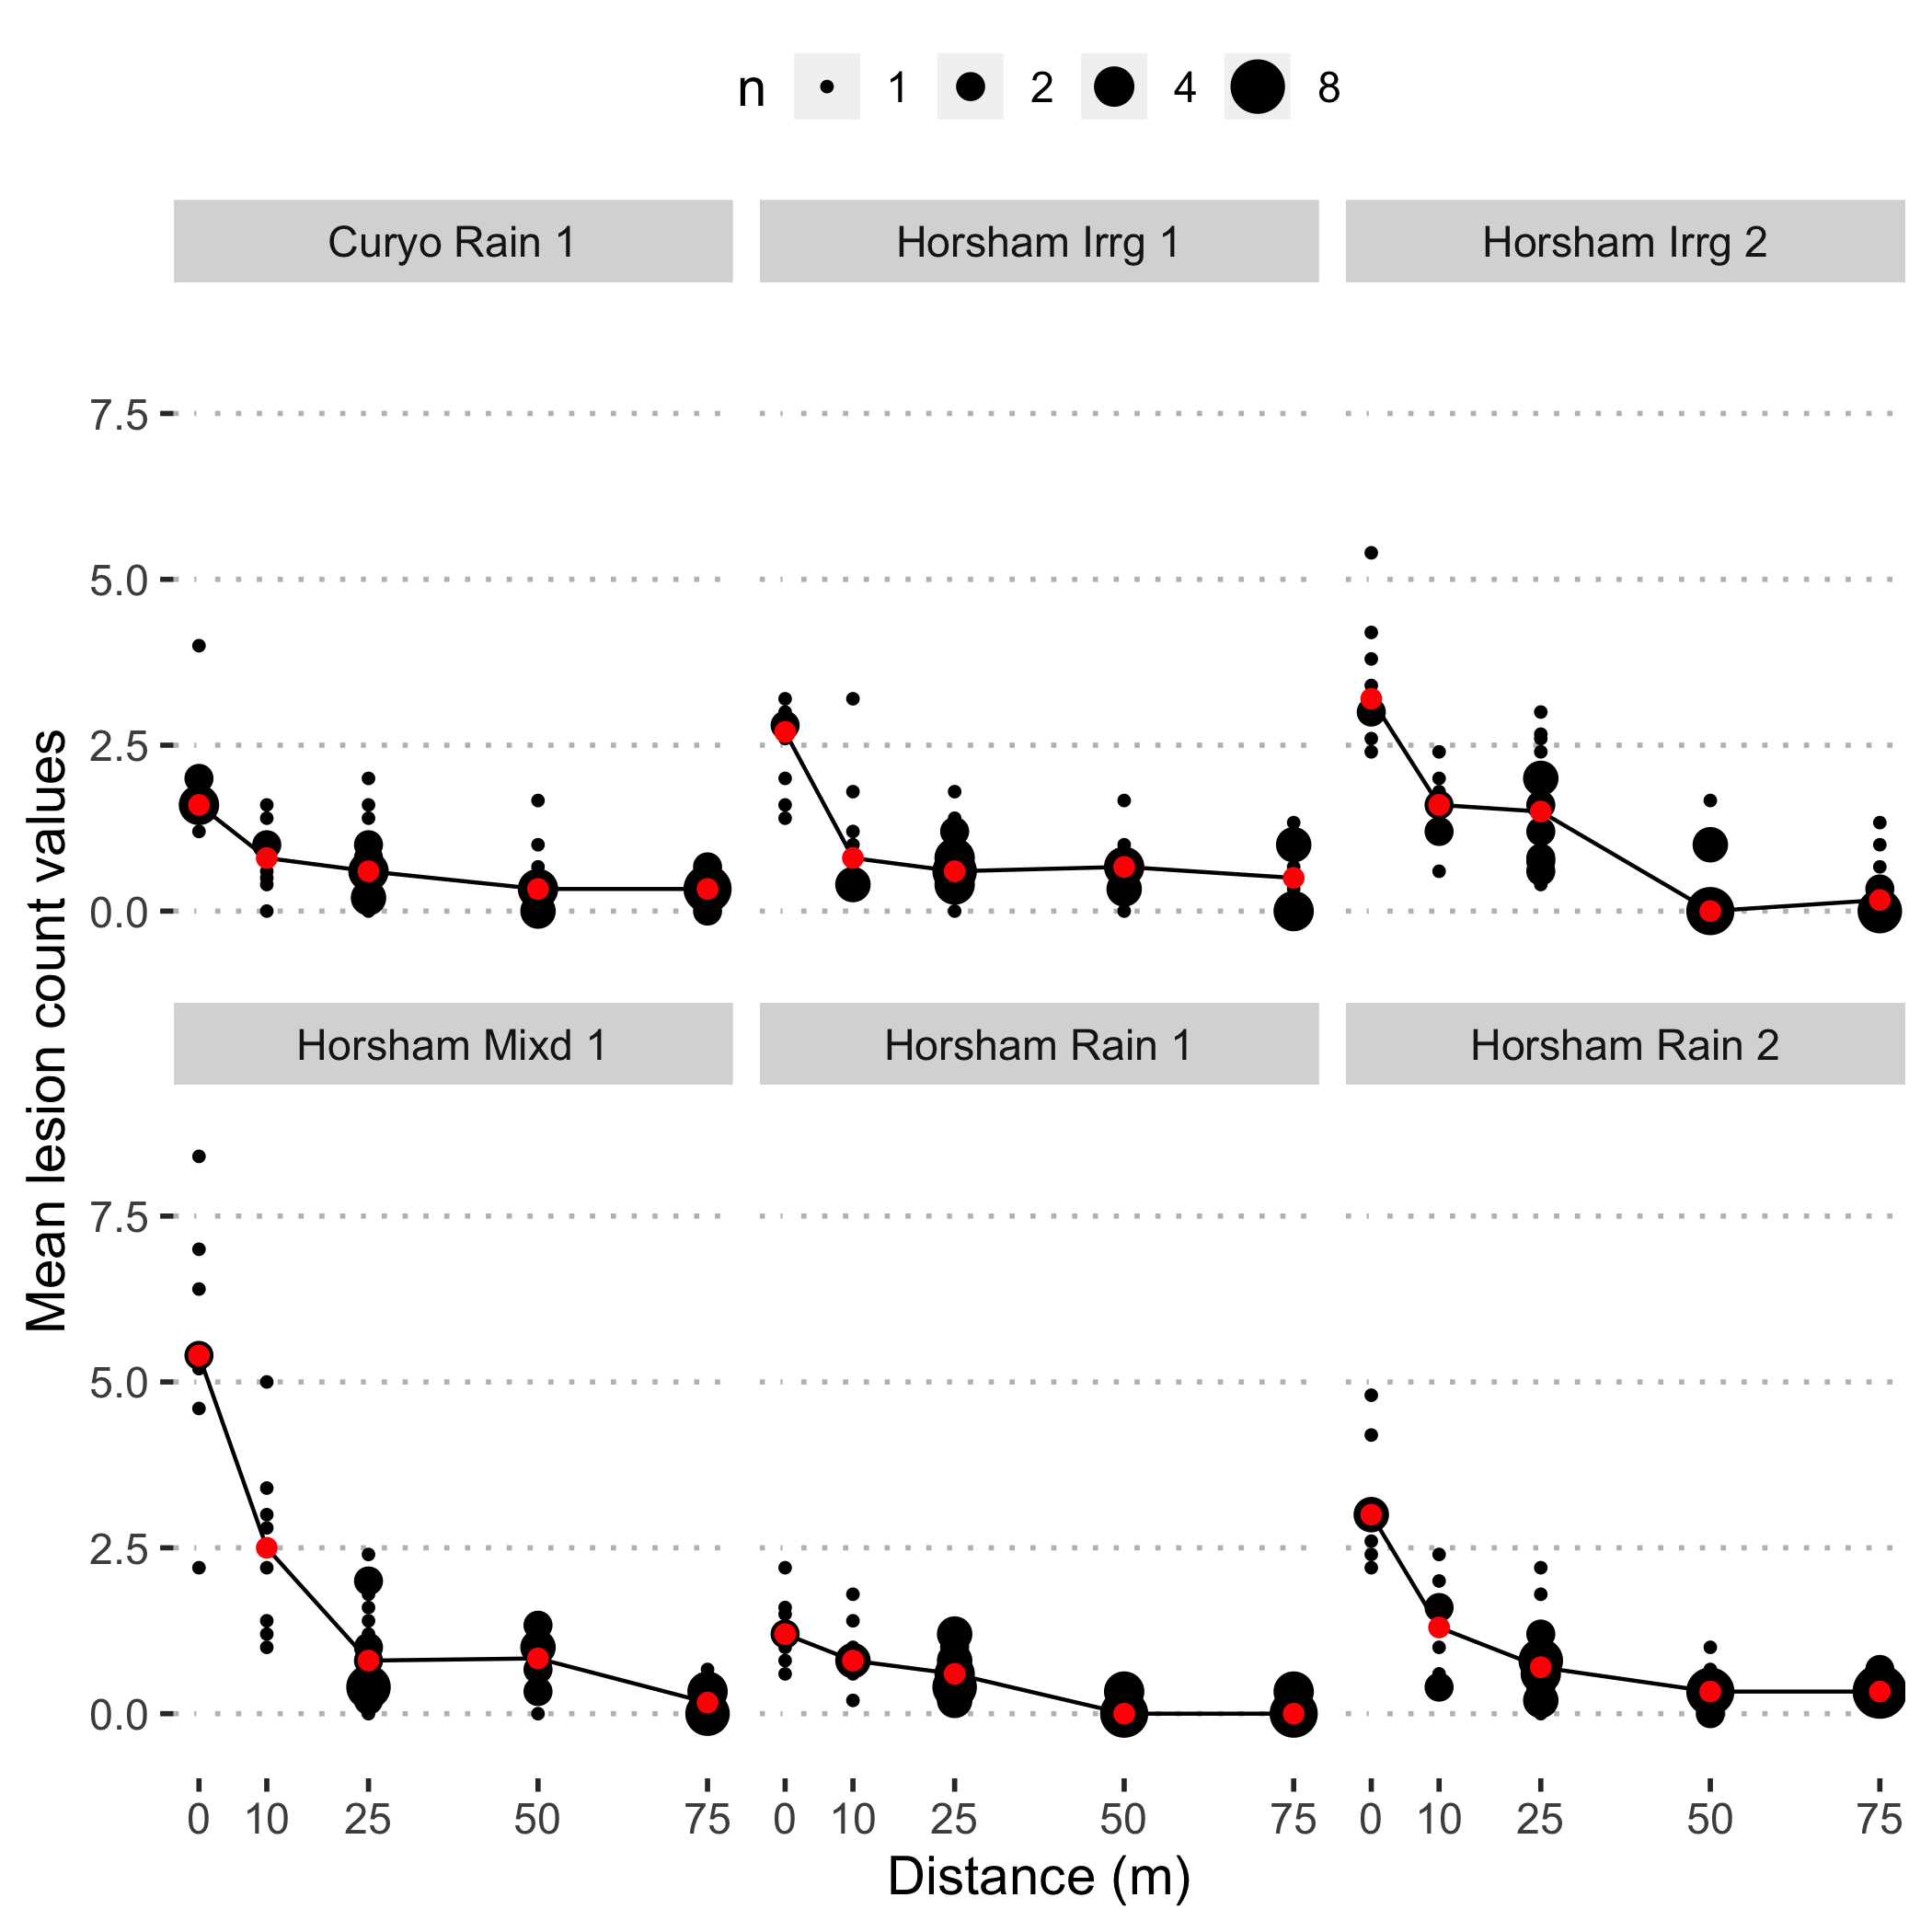 n 1 2 4 8
Curyo Rain 1 Horsham Irrg 1 Horsham Irrg 2
7.5
5.0
2.5
0.0
Mean lesion count values
Horsham Mixd 1 Horsham Rain 1 Horsham Rain 2
7.5
5.0
2.5
0.0
0 10 25 50 75 0 10 25 50 75 0 10 25 50 75
Distance (m)